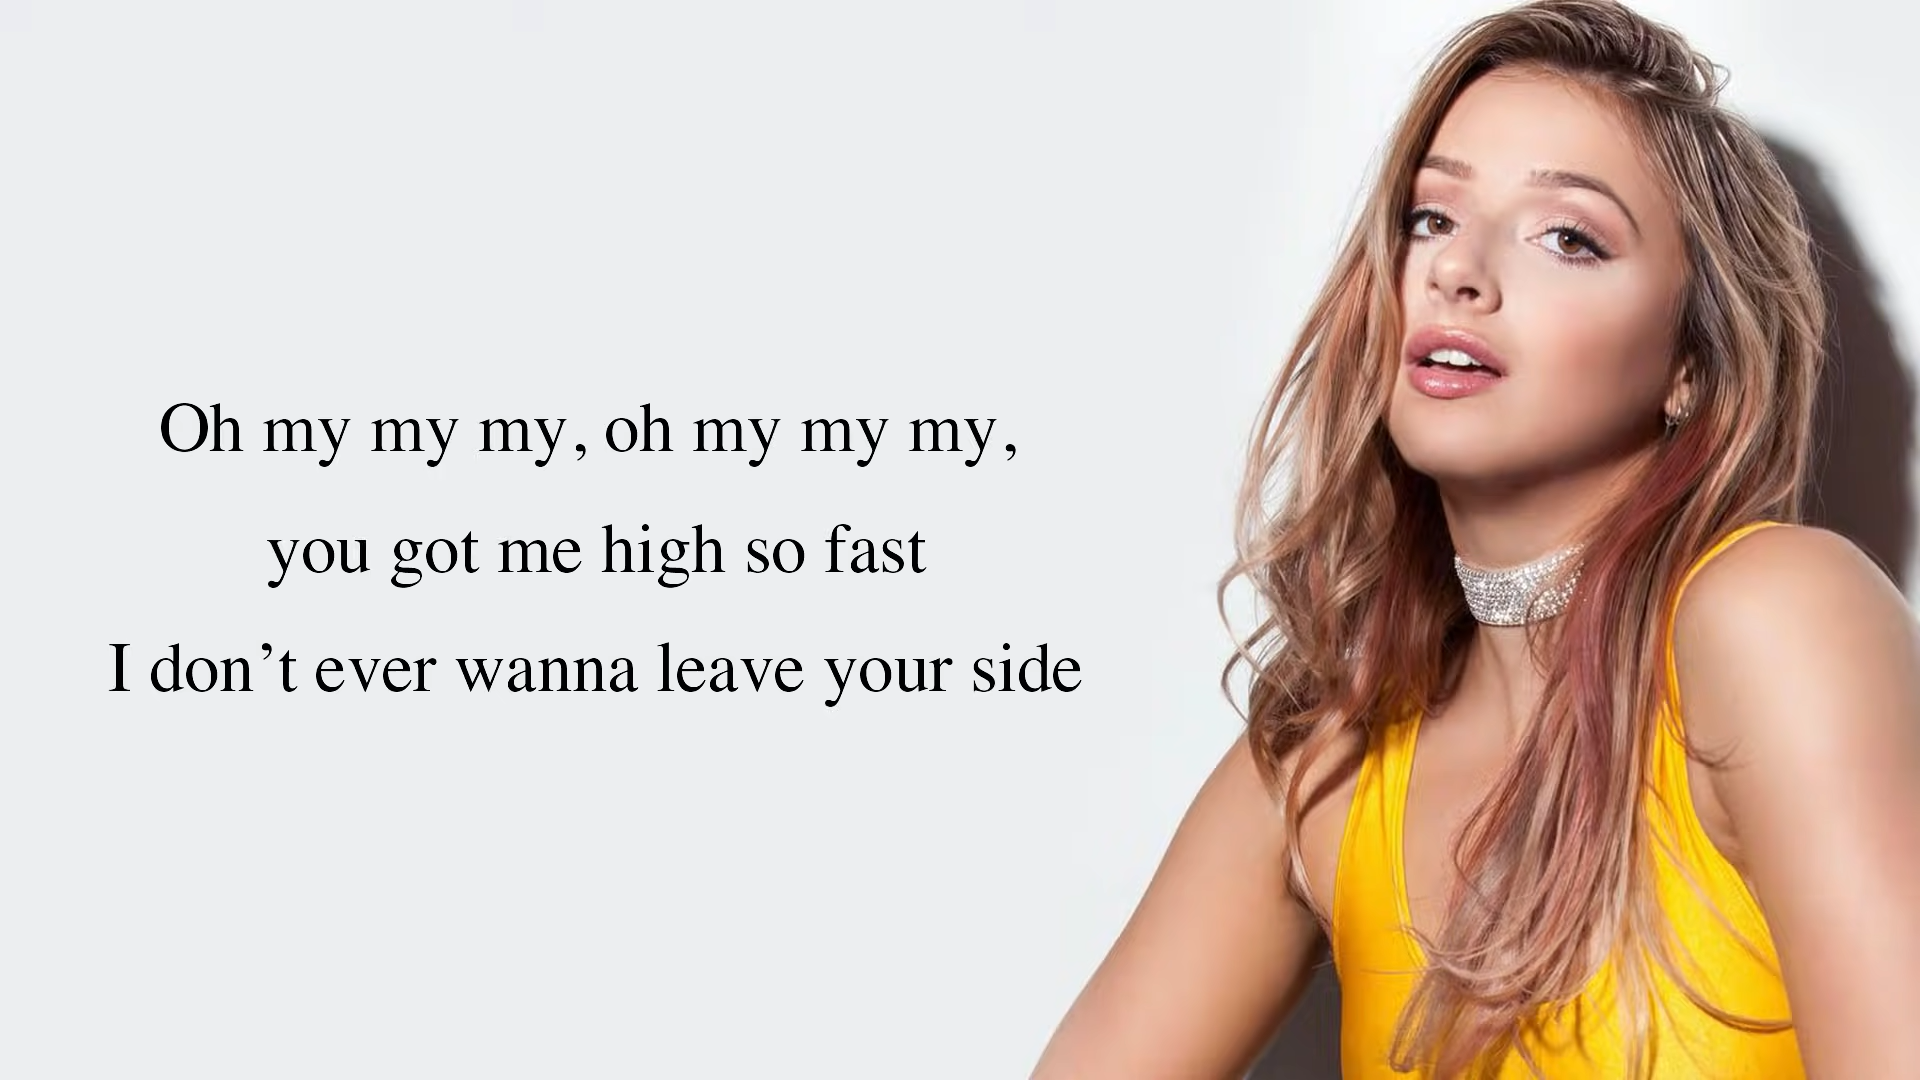 Oh my my my, oh my my my,
you got me high so fast
I don’t ever wanna leave your side